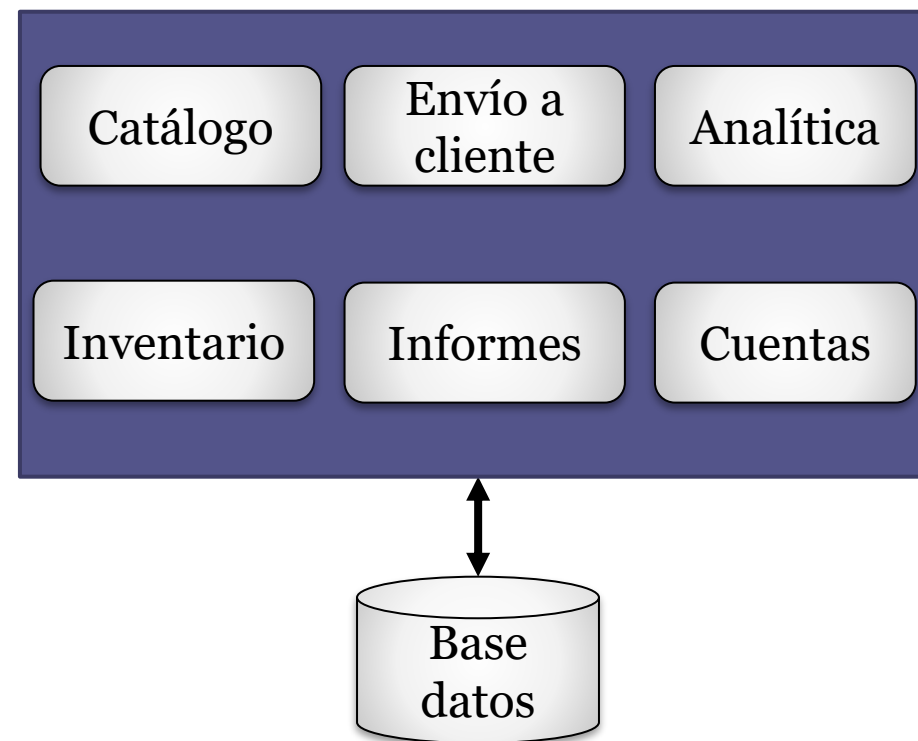 Catálogo
Envío a
cliente
Analítica
Inventario
Informes
Cuentas
Base
datos